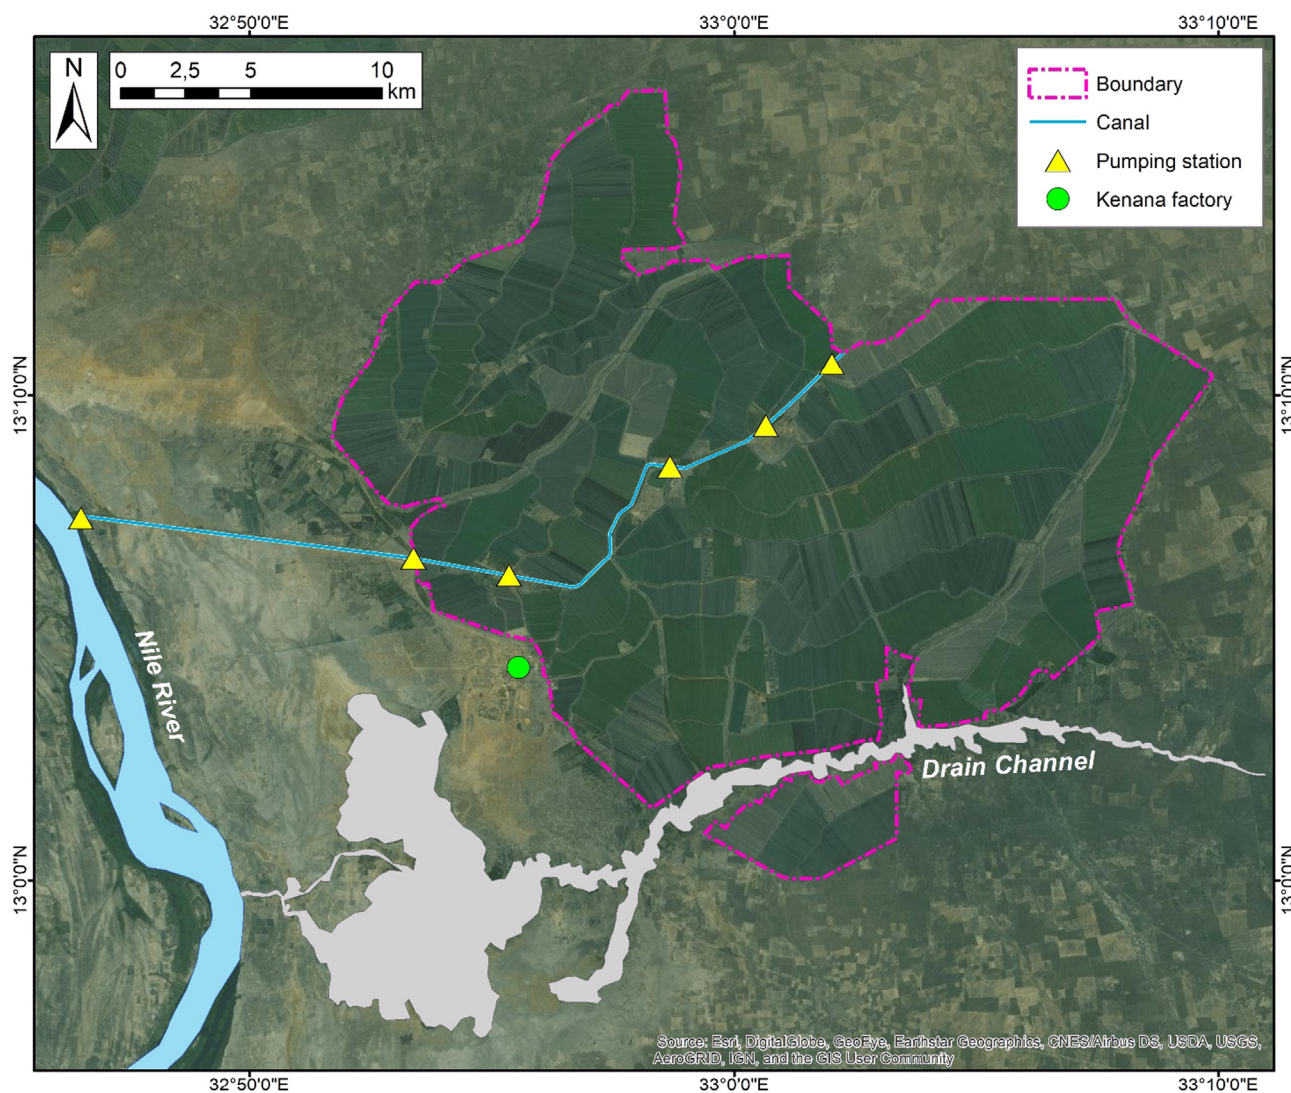 32°50'0"E
33°0'0"E
33°10'0"E
N
0 2,5 5 10
km
Boundary
Canal
Pumping station
Kenana factory
13°10'0"N
13°10'0"N
Nile River
Drain Channel
13°0'0"N
13°0'0"N
Source: Esri, DigitalGlobe, GeoEye, Earthstar Geographics, CNES/Airbus DS, USDA, USGS,
AeroGRID, IGN, and the GIS User Community
32°50'0"E
33°0'0"E
33°10'0"E